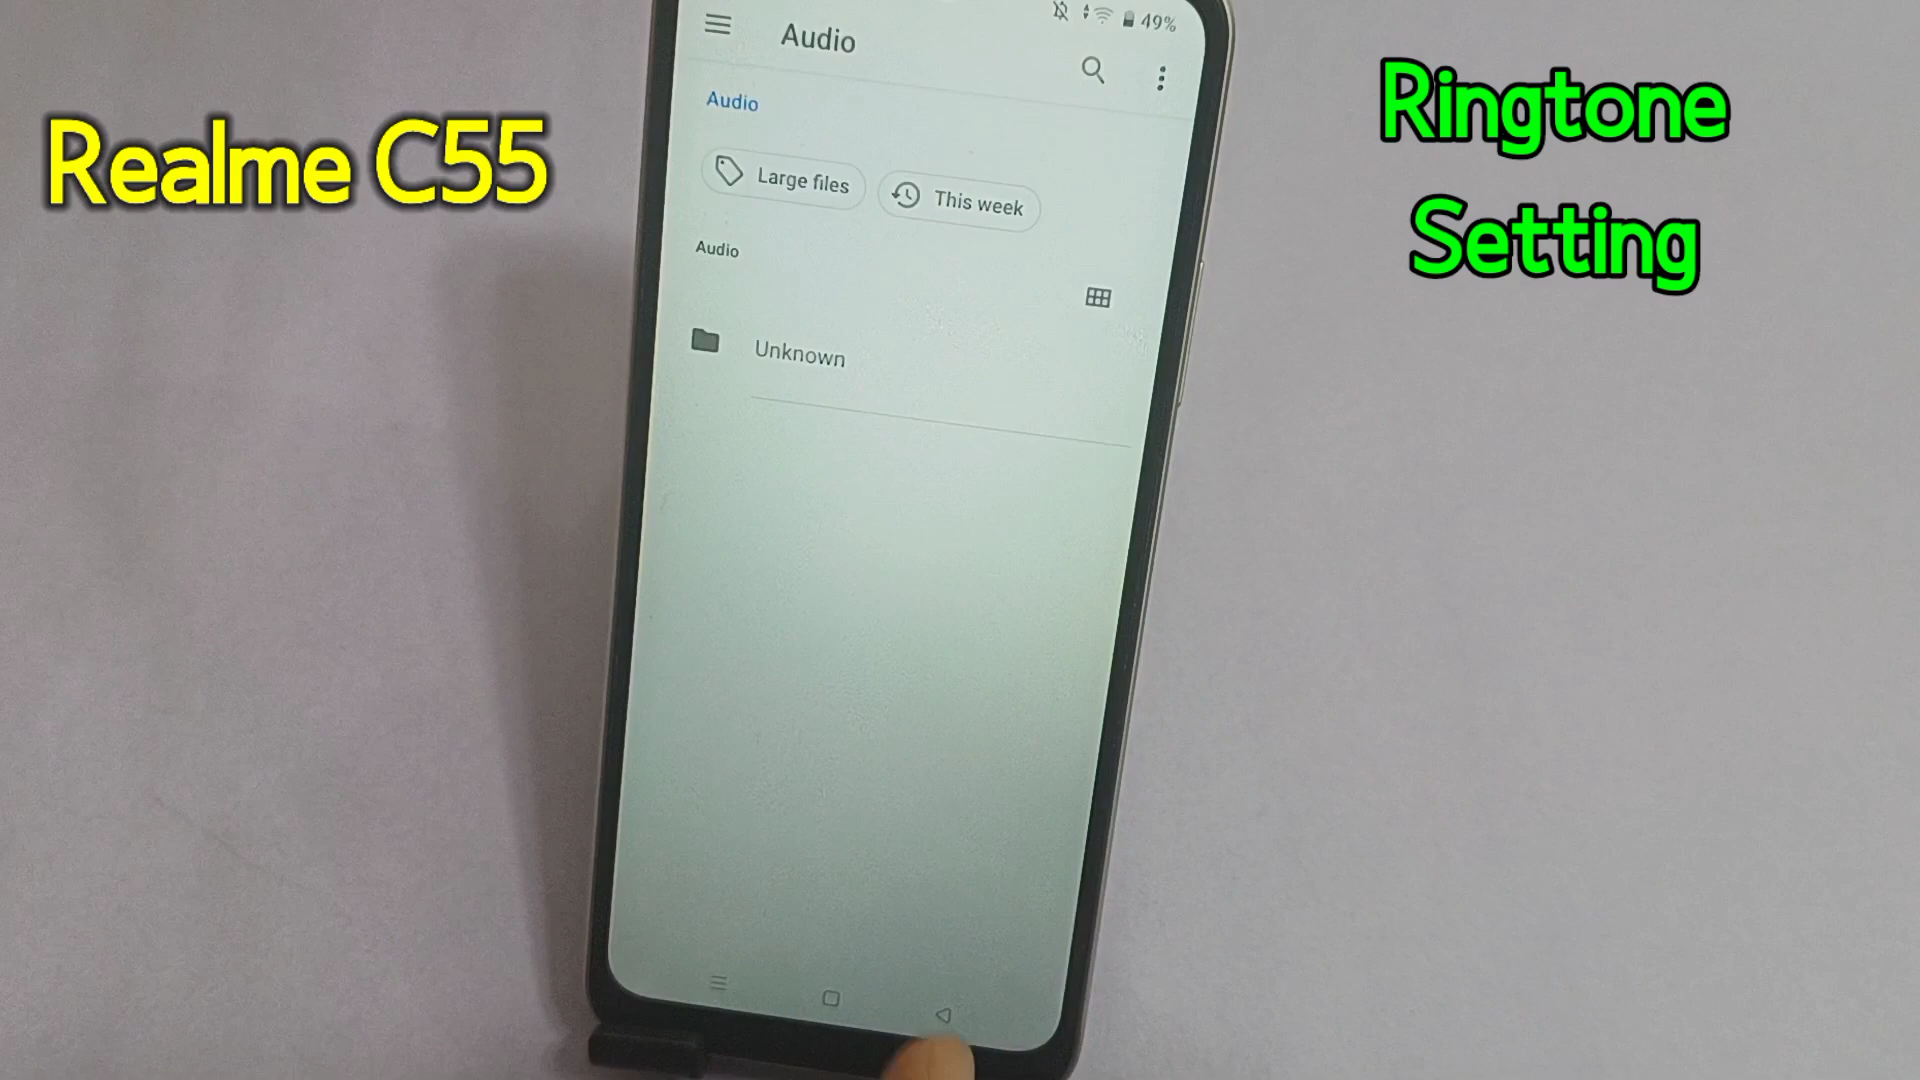 Realme C55
Ringtone
Setting
49%
Audio
Audio
Large files
This week
Audio
Unknown